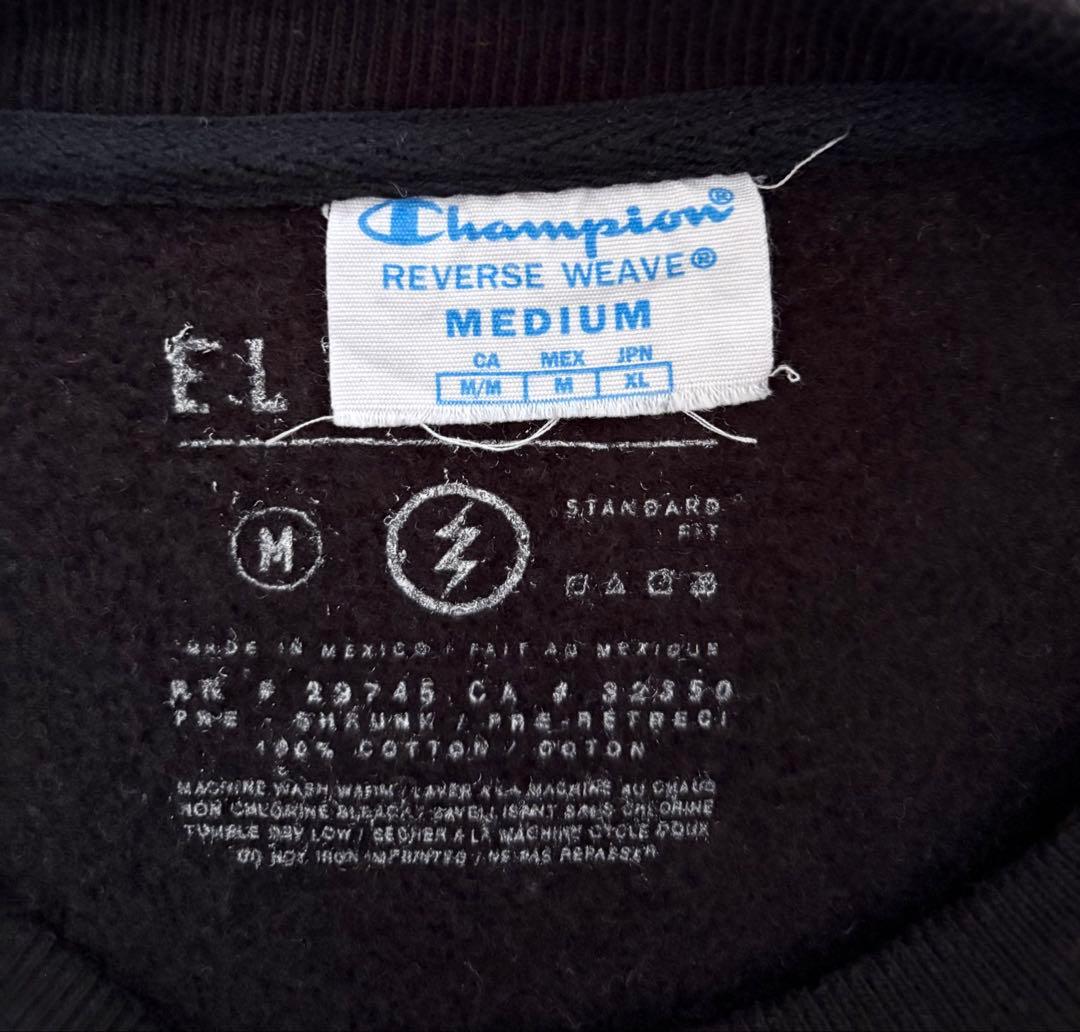 Champion®
REVERSE WEAVE®
MEDIUM
CA MEX JPN
M/M M XL
E.L
M
STANDARD
FIT
MADE IN MEXICO / FAIT AU MEXIQUE
RN # 29745 CA # 32350
PRE - SHRUNK / PRE-RETRECI
100% COTTON / COTON
MACHINE WASH WARM / LAVER A LA MACHINE AU CHAUD
NON CHLORINE BLEACH / SANS CHLORINE
TUMBLE DRY LOW / SECHER A LA MACHINE CYCLE DOUX
DO NOT IRON IMPRINTED / NE PAS REPASSER